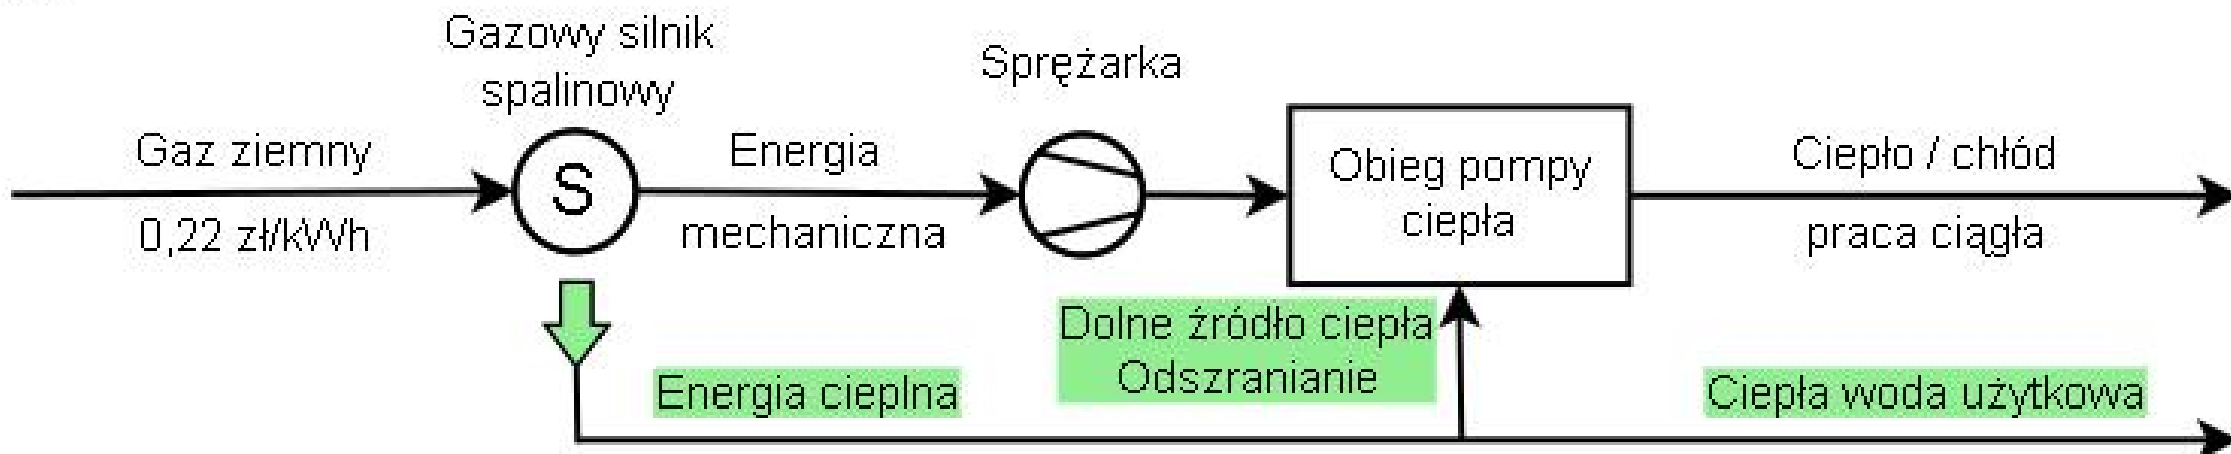 Gazowy silnik
spalinowy
Sprężarka
Gaz ziemny
0,22 zł/kWh
S
Energia
mechaniczna
Obieg pompy
ciepła
Ciepło / chłód
praca ciągła
Dolne źródło ciepła
Odszranianie
Energia cieplna
Ciepła woda użytkowa